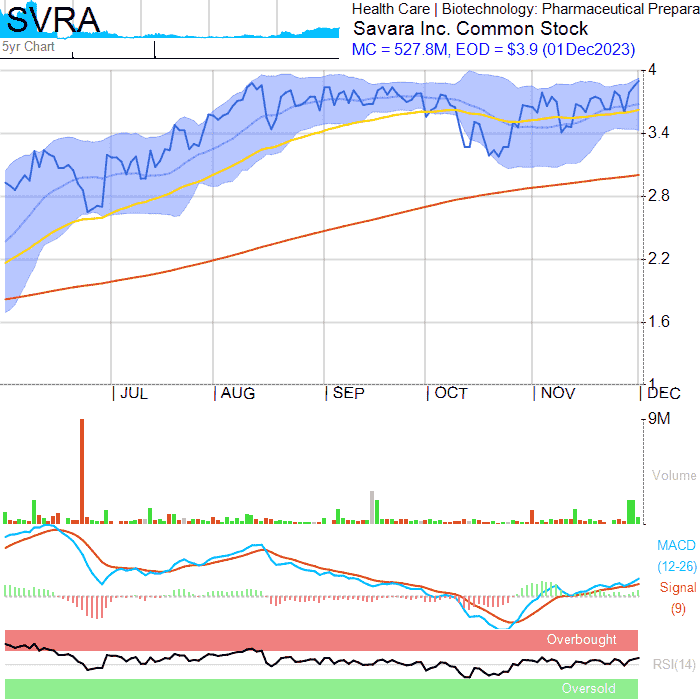 SVRA
Health Care | Biotechnology: Pharmaceutical Prepara
Savara Inc. Common Stock
5yr Chart
MC = 527.8M, EOD = $3.9 (01Dec2023)
4
3.4
2.8
2.2
1.6
1
JUL AUG SEP OCT NOV DEC
9M
Volume
MACD
(12-26)
Signal
(9)
Overbought
RSI(14)
Oversold